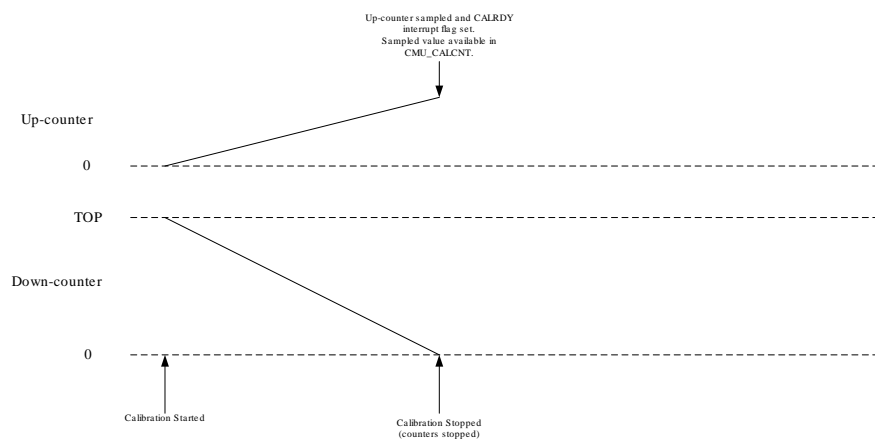 Up-counter sampled and CALRDY
interrupt flag set.
Sampled value available in
CMU_CALCNT.
Up-counter
0
TOP
Down-counter
0
Calibration Started
Calibration Stopped
(counters stopped)